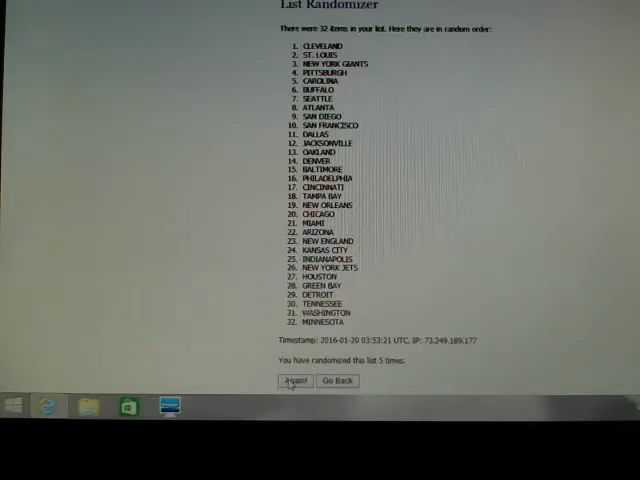 List Randomizer
There were 32 items in your list. Here they are in random order:
1. CLEVELAND
2. ST. LOUIS
3. NEW YORK GIANTS
4. PITTSBURGH
5. CAROLINA
6. BUFFALO
7. SEATTLE
8. ATLANTA
9. SAN DIEGO
10. SAN FRANCISCO
11. DALLAS
12. JACKSONVILLE
13. OAKLAND
14. DENVER
15. BALTIMORE
16. PHILADELPHIA
17. CINCINNATI
18. TAMPA BAY
19. NEW ORLEANS
20. CHICAGO
21. MIAMI
22. ARIZONA
23. NEW ENGLAND
24. KANSAS CITY
25. INDIANAPOLIS
26. NEW YORK JETS
27. HOUSTON
28. GREEN BAY
29. DETROIT
30. TENNESSEE
31. WASHINGTON
32. MINNESOTA
Timestamp: 2016-01-20 03:53:21 UTC, IP: 73.249.189.177
You have randomized this list 5 times.
Again! Go Back